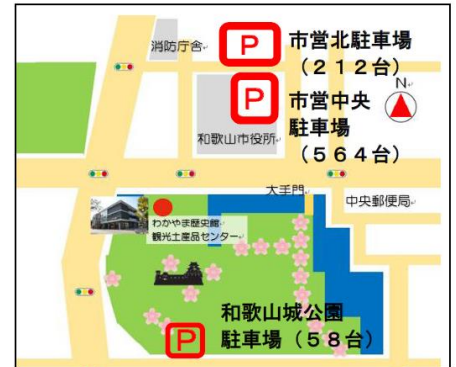 消防庁舎
P
市営北駐車場
(212台)
N
P
市営中央
駐車場
(564台)
和歌山市役所
大手門
中央郵便局
わかやま歴史館
観光土産品センター
和歌山城公園
P
駐車場(58台)